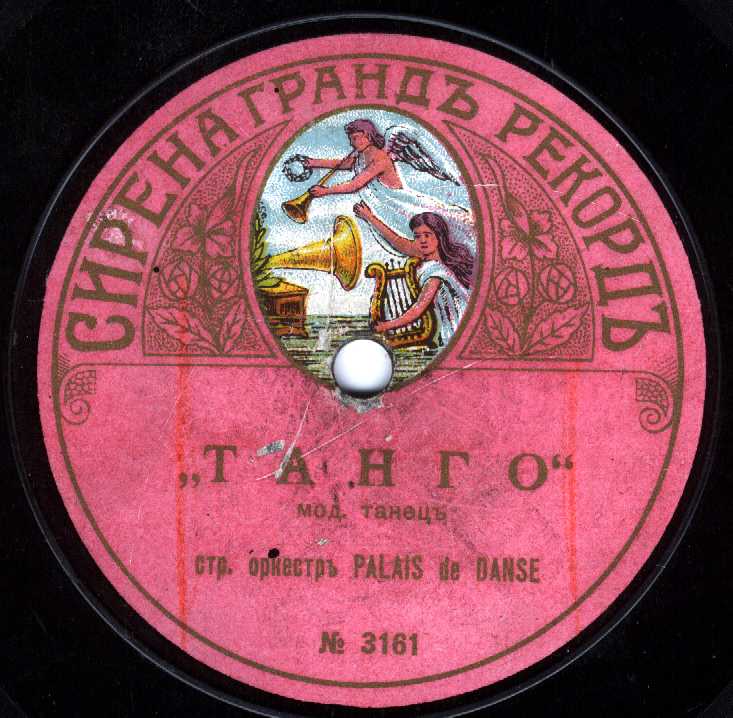 СИРЕНА ГРАНДЪ РЕКОРДЪ
„ТАНГО“
мод. танецъ
стр. оркестръ PALAIS de DANSE
№ 3161